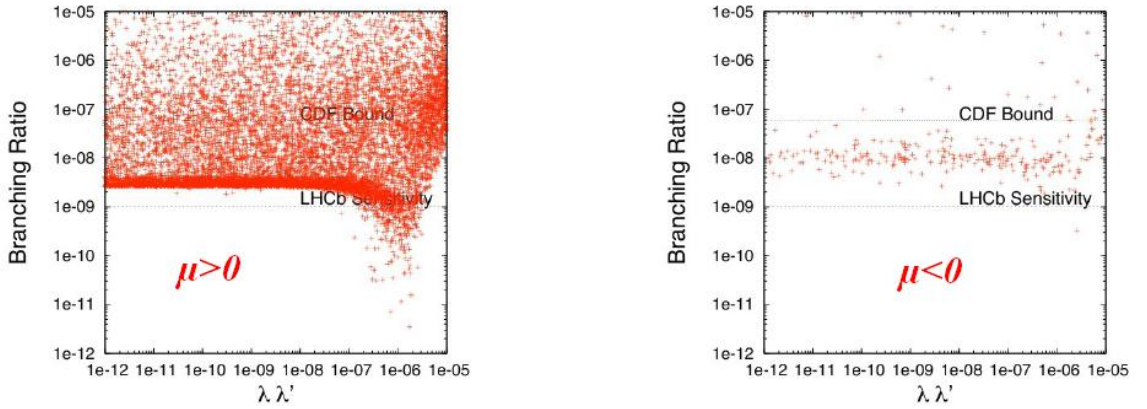 1e-05
1e-06
1e-07
1e-08
1e-09
1e-10
1e-11
1e-12
Branching Ratio
CDF Bound
LHCb Sensitivity
μ>0
1e-12 1e-11 1e-10 1e-09 1e-08 1e-07 1e-06 1e-05
λ λ'
1e-05
1e-06
1e-07
1e-08
1e-09
1e-10
1e-11
1e-12
Branching Ratio
CDF Bound
LHCb Sensitivity
μ<0
1e-12 1e-11 1e-10 1e-09 1e-08 1e-07 1e-06 1e-05
λ λ'